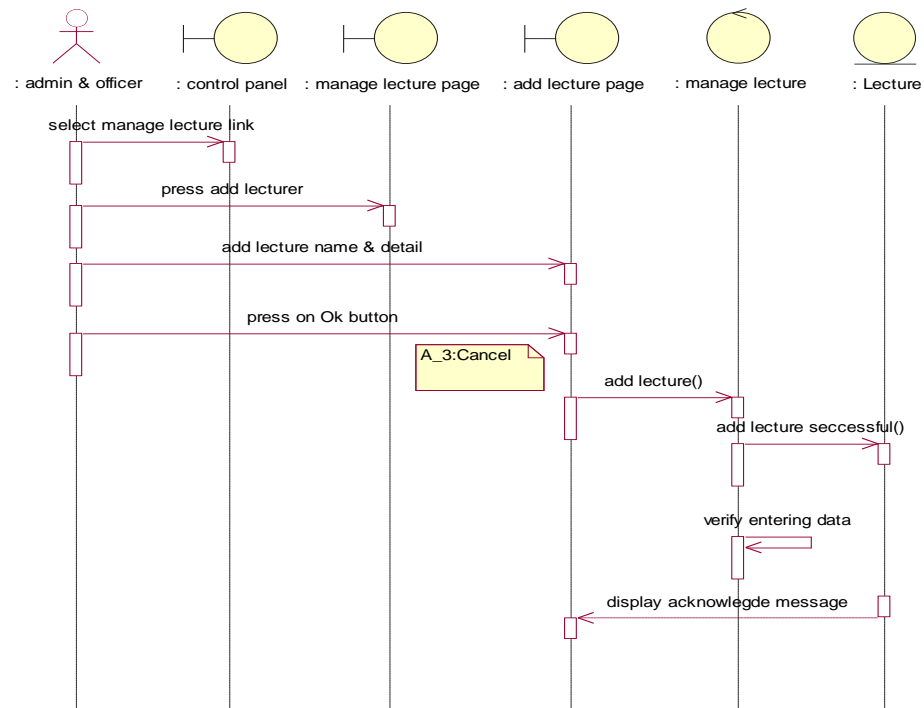 : admin & officer
: control panel
: manage lecture page
: add lecture page
: manage lecture
: Lecture
select manage lecture link
press add lecturer
add lecture name & detail
press on Ok button
A_3:Cancel
add lecture()
add lecture seccessful()
verify entering data
display acknowlegde message